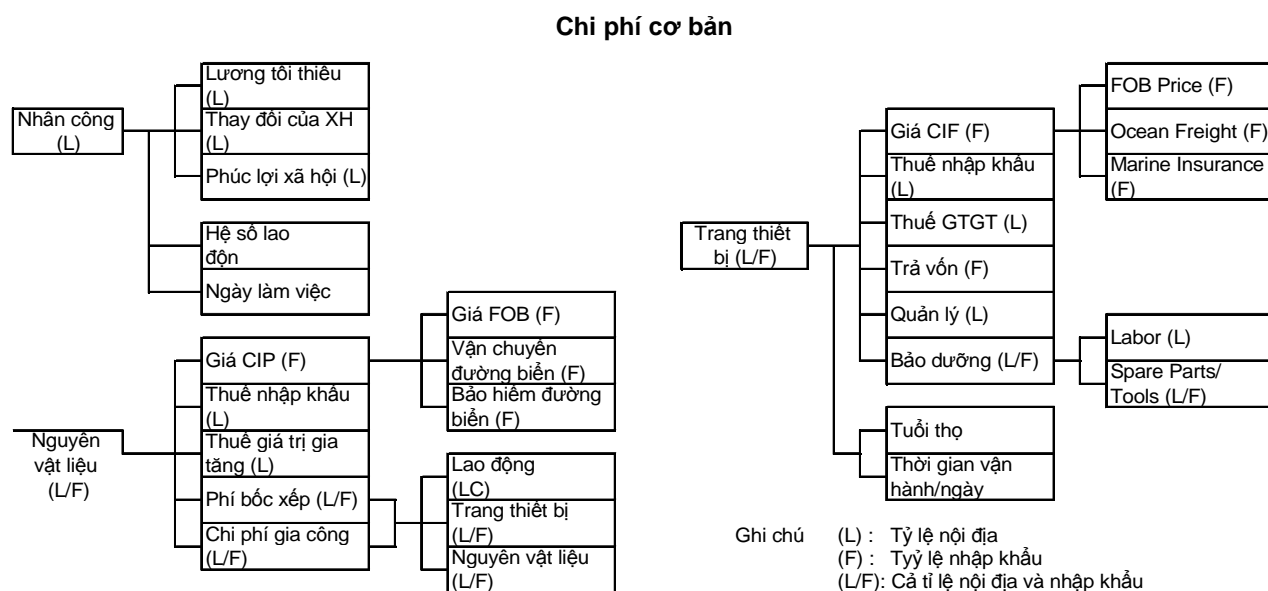 Chi phí cơ bản
Lương tối thiểu
(L)
Thay đổi của XH
(L)
Phúc lợi xã hội (L)
Nhân công
(L)
Hệ số lao
độn
Ngày làm việc
Giá CIP (F)
Thuế nhập khẩu
(L)
Thuế giá trị gia
tăng (L)
Phí bốc xếp (L/F)
Chi phí gia công
(L/F)
Nguyên
vật liệu
(L/F)
Giá FOB (F)
Vận chuyển
đường biển (F)
Bảo hiểm đường
biển (F)
Lao động
(LC)
Trang thiết bị
(L/F)
Nguyên vật liệu
(L/F)
Trang thiết
bị (L/F)
Giá CIF (F)
Thuế nhập khẩu
(L)
Thuế GTGT (L)
Trả vốn (F)
Quản lý (L)
Bảo dưỡng (L/F)
Tuổi thọ
Thời gian vận
hành/ngày
FOB Price (F)
Ocean Freight (F)
Marine Insurance
(F)
Labor (L)
Spare Parts/
Tools (L/F)
Ghi chú (L) : Tỷ lệ nội địa
(F) : Tyỷ lệ nhập khẩu
(L/F): Cả tỉ lệ nội địa và nhập khẩu